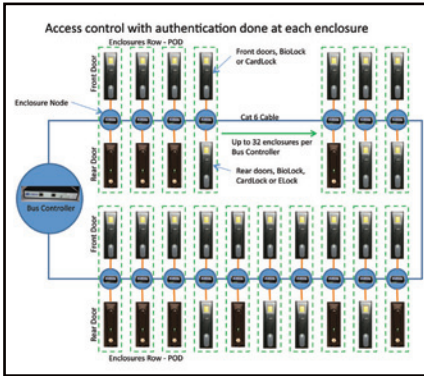 Access control with authentication done at each enclosure
Enclosures Row - POD
Front doors, BioLock
or CardLock
Front Door
Enclosure Node
Cat 6 Cable
Up to 32 enclosures per
Bus Controller
Rear Door
Rear doors, BioLock,
CardLock or ELock
Bus Controller
Front Door
Rear Door
Enclosures Row - POD